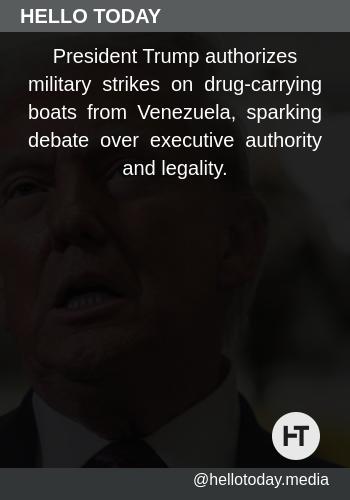 HELLO TODAY
President Trump authorizes
military strikes on drug-carrying
boats from Venezuela, sparking
debate over executive authority
and legality.
HT
@hellotoday.media